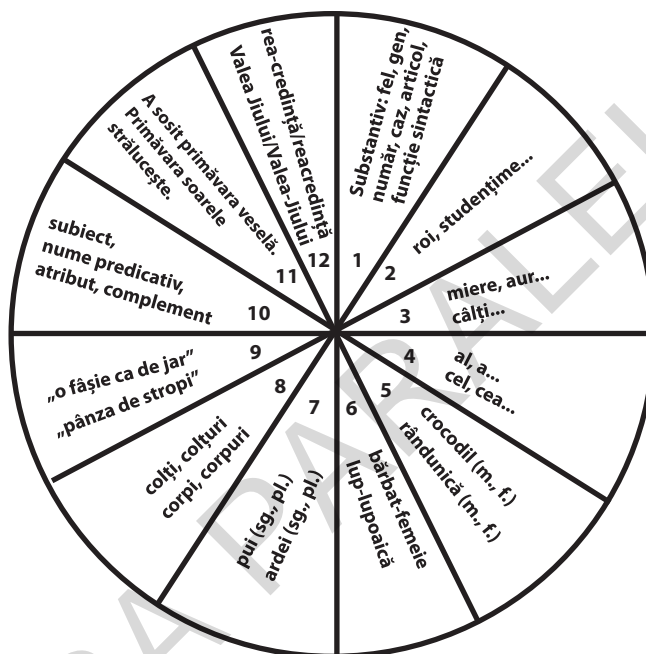 Substantiv: fel, gen,
număr, caz, articol,
funcție sintactică
1
roi, studențime...
2
miere, aur...
câlți...
3
al, a...
cel, cea...
4
crocodil (m., f.)
rândunică (m., f.)
5
bărbat-femeie
lup-lupoaică
6
pui (sg., pl.)
ardei (sg., pl.)
7
colți, colțuri
corpi, corpuri
8
„o fâșie ca de jar”
„pânza de stropi”
9
subiect,
nume predicativ,
atribut, complement
10
A sosit primăvara veselă.
Primăvara soarele
strălucește.
11
rea-credință/reacredință
Valea Jiului/Valea-Jiului
12
PARALE